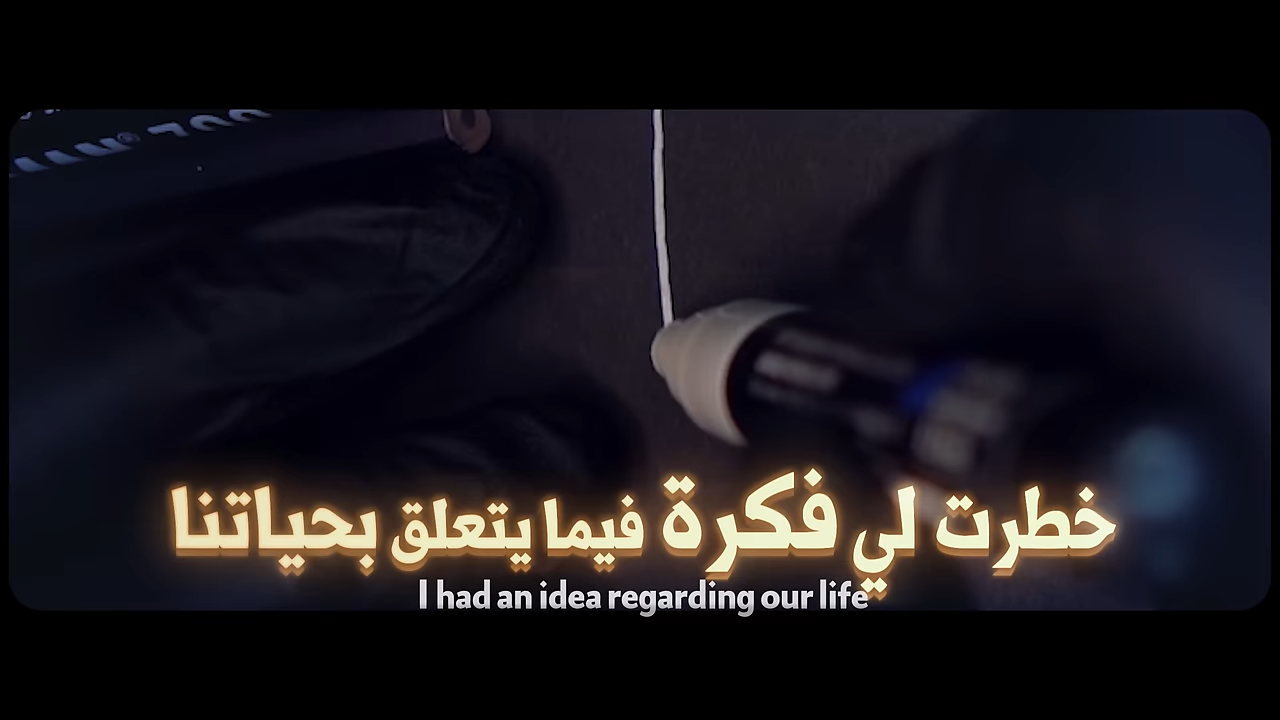 خطرت لي فكرة فيما يتعلق بحياتنا
I had an idea regarding our life